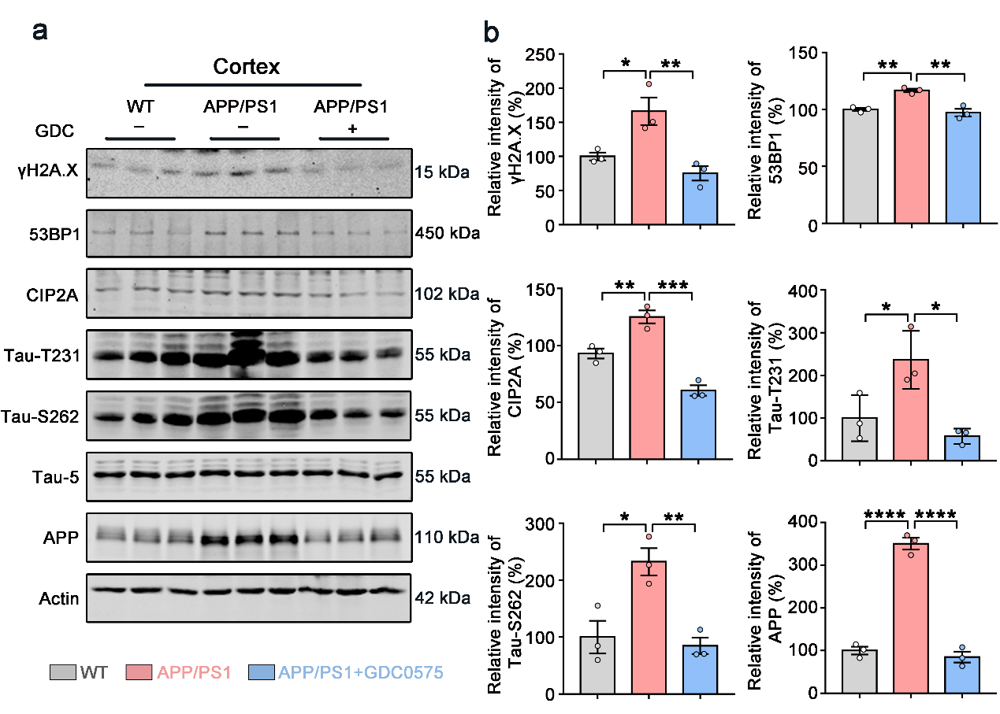 a
Cortex
WT APP/PS1 APP/PS1
GDC − − +
γH2A.X 15 kDa
53BP1 450 kDa
CIP2A 102 kDa
Tau-T231 55 kDa
Tau-S262 55 kDa
Tau-5 55 kDa
APP 110 kDa
Actin 42 kDa
WT APP/PS1 APP/PS1+GDC0575
b
Relative intensity of
γH2A.X (%)
250
200
150
100
50
0
* **
Relative intensity of
53BP1 (%)
150
100
50
0
** **
Relative intensity of
CIP2A (%)
150
100
50
0
** ***
Relative intensity of
Tau-T231 (%)
400
300
200
100
0
* *
Relative intensity of
Tau-S262 (%)
300
200
100
0
* **
Relative intensity of
APP (%)
400
300
200
100
0
**** ****